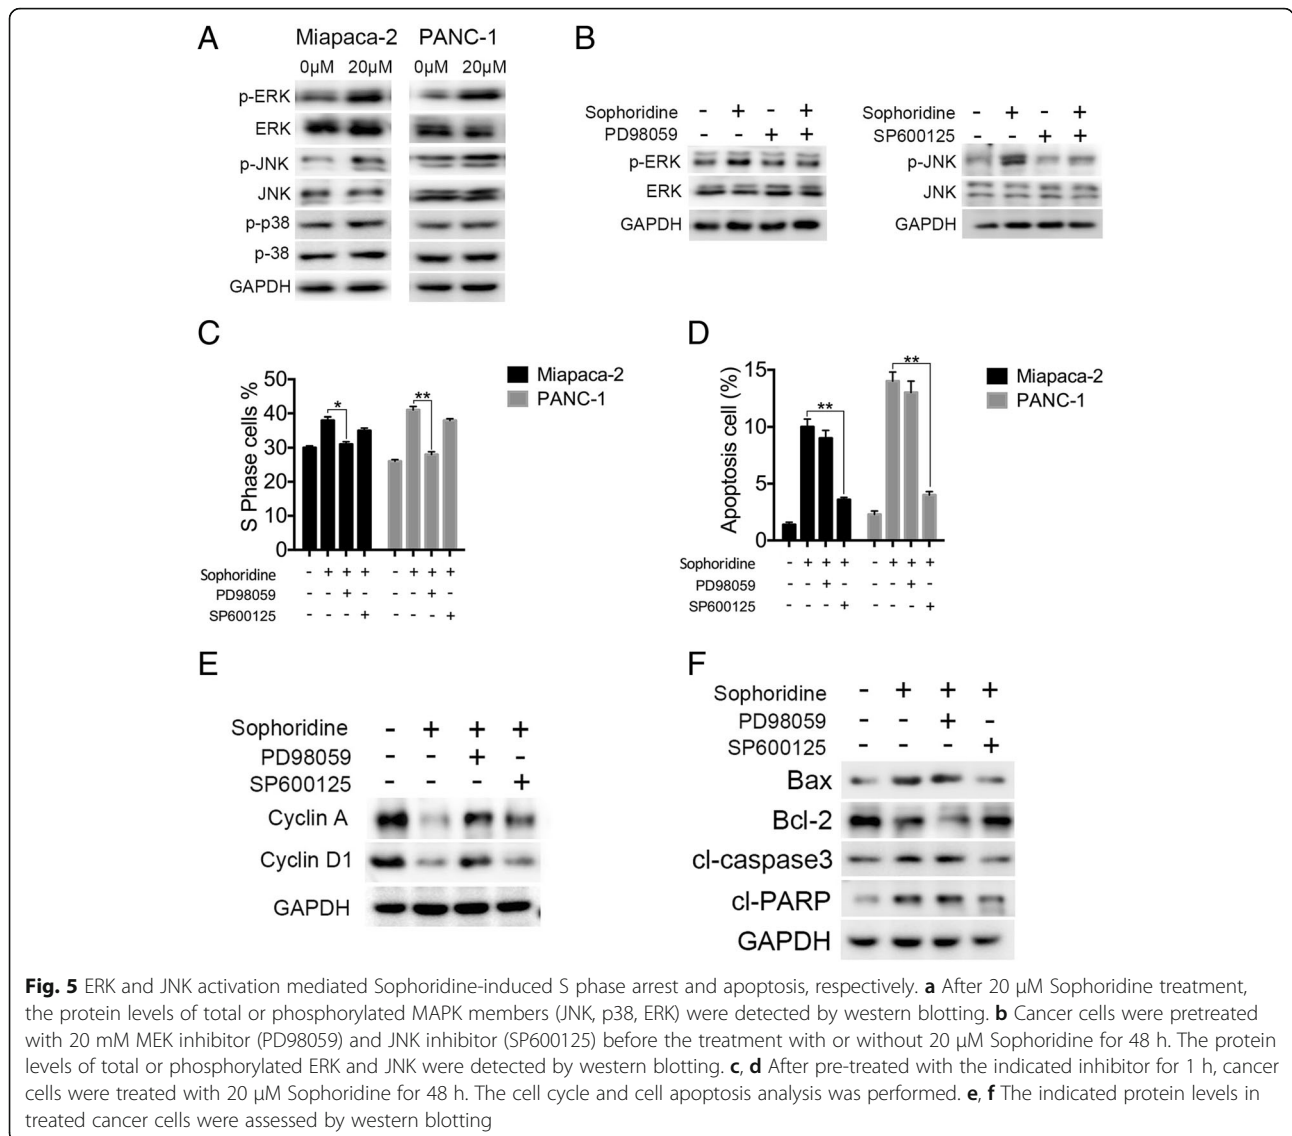 A
Miapaca-2 PANC-1
0µM 20µM 0µM 20µM
p-ERK
ERK
p-JNK
JNK
p-p38
p-38
GAPDH
B
Sophoridine - + - +
PD98059 - - + +
p-ERK
ERK
GAPDH
Sophoridine - + - +
SP600125 - - + +
p-JNK
JNK
GAPDH
C
S Phase cells %
50
40
30
20
10
0
* **
Miapaca-2
PANC-1
Sophoridine - + + + - + + +
PD98059 - - + - - - + -
SP600125 - - - + - - - +
D
Apoptosis cell (%)
15
10
5
0
** **
Miapaca-2
PANC-1
Sophoridine - + + + - + + +
PD98059 - - + - - - + -
SP600125 - - - + - - - +
E
Sophoridine - + + +
PD98059 - - + -
SP600125 - - - +
Cyclin A
Cyclin D1
GAPDH
F
Sophoridine - + + +
PD98059 - - + -
SP600125 - - - +
Bax
Bcl-2
cl-caspase3
cl-PARP
GAPDH
Fig. 5 ERK and JNK activation mediated Sophoridine-induced S phase arrest and apoptosis, respectively. a After 20 µM Sophoridine treatment,
the protein levels of total or phosphorylated MAPK members (JNK, p38, ERK) were detected by western blotting. b Cancer cells were pretreated
with 20 mM MEK inhibitor (PD98059) and JNK inhibitor (SP600125) before the treatment with or without 20 µM Sophoridine for 48 h. The protein
levels of total or phosphorylated ERK and JNK were detected by western blotting. c, d After pre-treated with the indicated inhibitor for 1 h, cancer
cells were treated with 20 µM Sophoridine for 48 h. The cell cycle and cell apoptosis analysis was performed. e, f The indicated protein levels in
treated cancer cells were assessed by western blotting